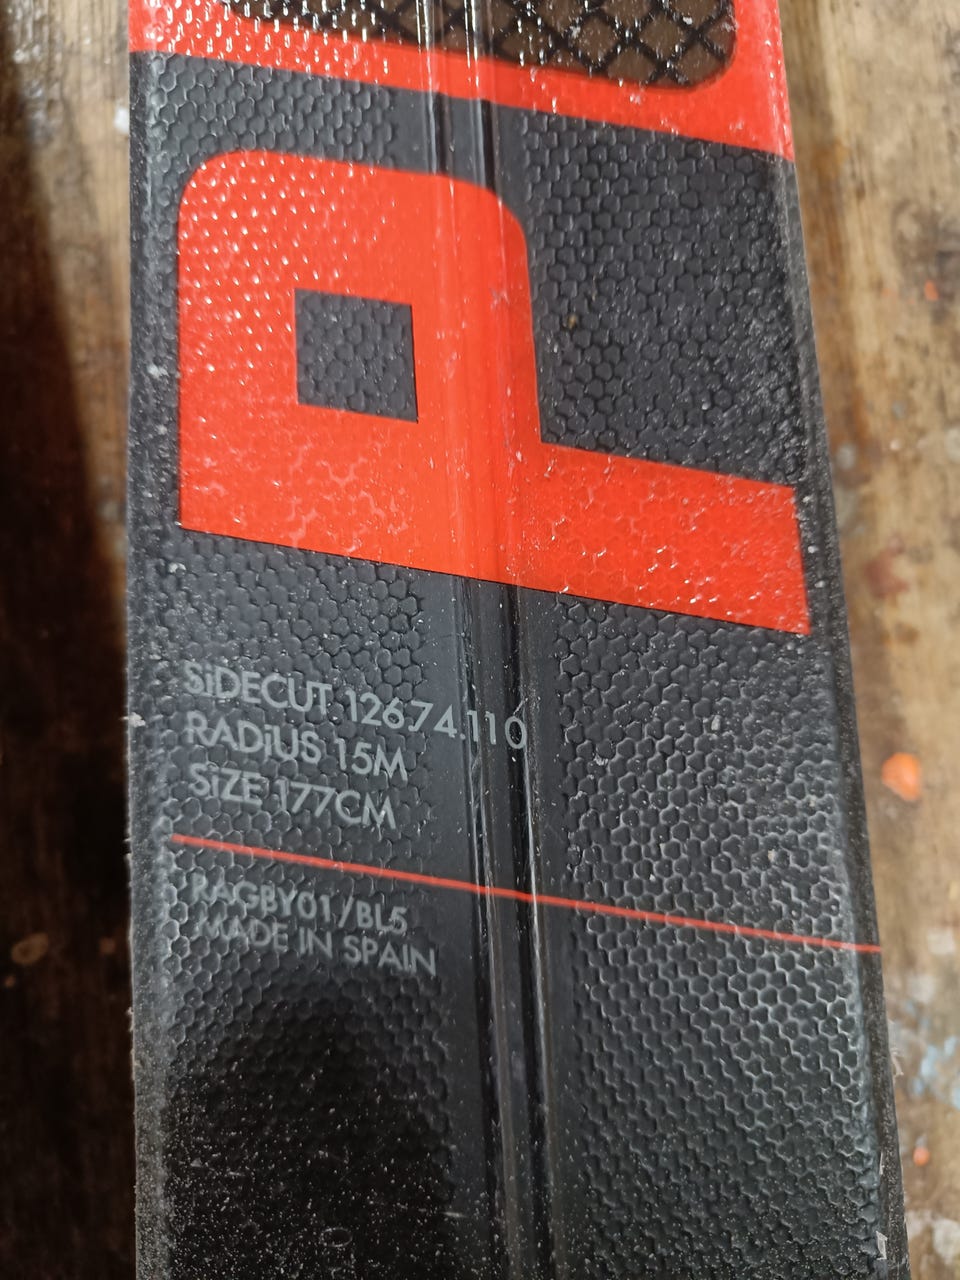 P
SiDECUT 126.74.110
RADiUS 15M
SiZE 177CM
RAGBY01/BL5
MADE IN SPAIN